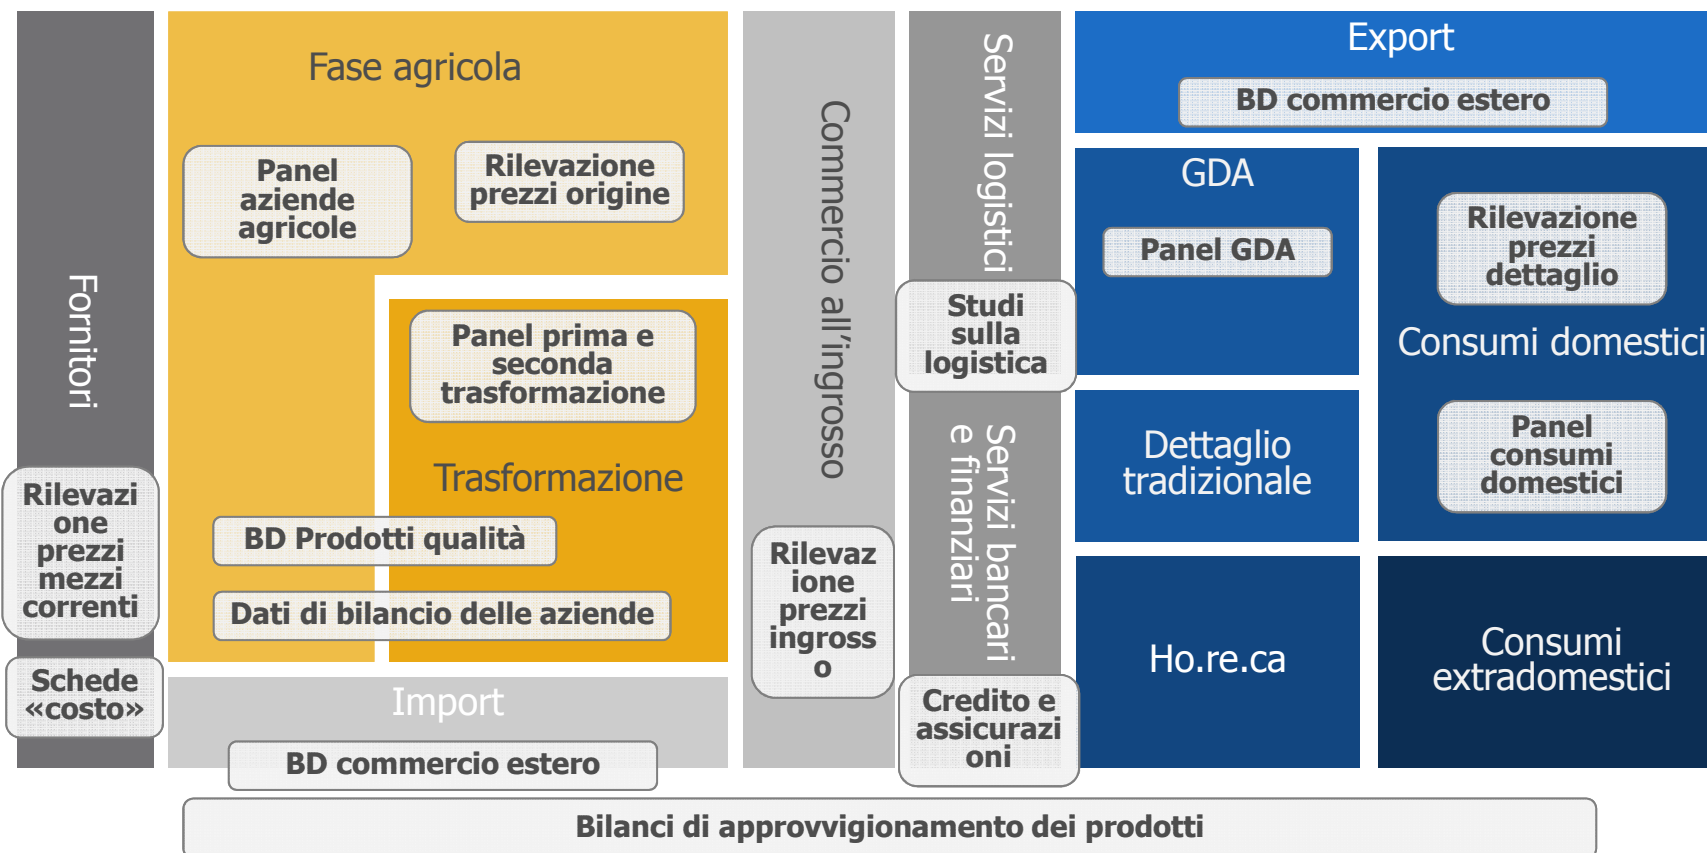 Fornitori
Rilevazi
one
prezzi
mezzi
correnti
Schede
«costo»
Fase agricola
Panel
aziende
agricole
Rilevazione
prezzi origine
Panel prima e
seconda
trasformazione
Trasformazione
BD Prodotti qualità
Dati di bilancio delle aziende
Import
BD commercio estero
Commercio all’ingrosso
Rilevaz
ione
prezzi
ingross
o
Servizi logistici
Studi
sulla
logistica
Servizi bancari
e finanziari
Credito e
assicurazi
oni
Export
BD commercio estero
GDA
Panel GDA
Dettaglio
tradizionale
Ho.re.ca
Rilevazione
prezzi
dettaglio
Consumi domestici
Panel
consumi
domestici
Consumi
extradomestici
Bilanci di approvvigionamento dei prodotti